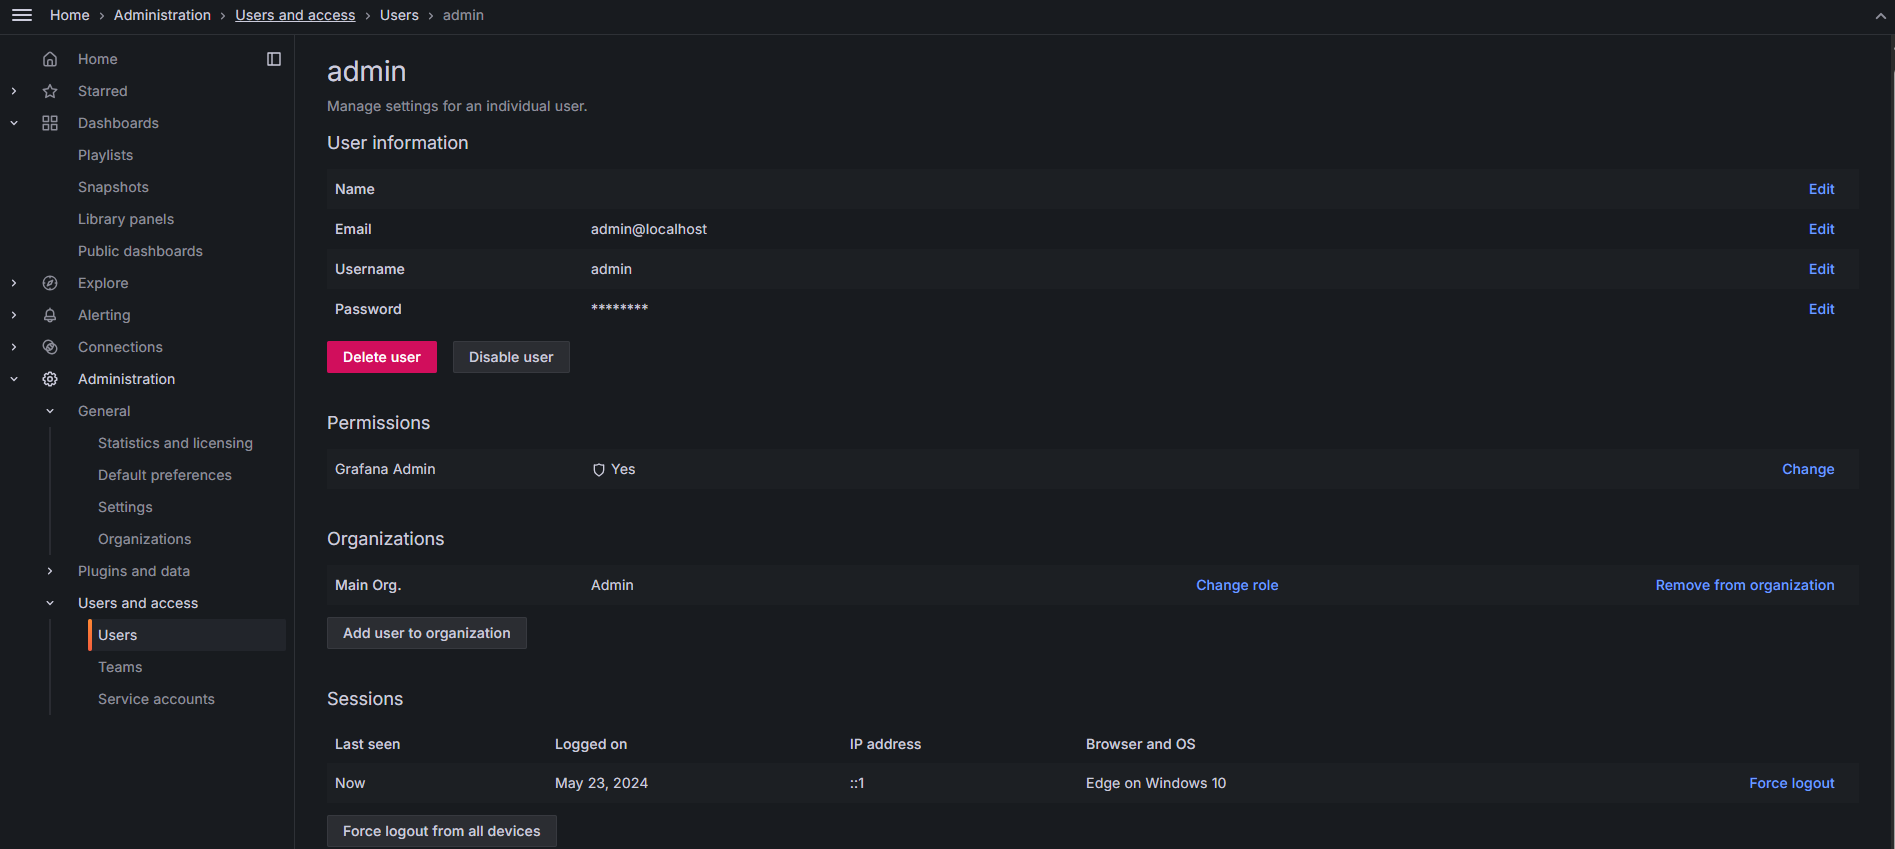 Home › Administration › Users and access › Users › admin
Home
Starred
Dashboards
Playlists
Snapshots
Library panels
Public dashboards
Explore
Alerting
Connections
Administration
General
Statistics and licensing
Default preferences
Settings
Organizations
Plugins and data
Users and access
Users
Teams
Service accounts
admin
Manage settings for an individual user.
User information
Name Edit
Email admin@localhost Edit
Username admin Edit
Password ******** Edit
Delete user Disable user
Permissions
Grafana Admin Yes Change
Organizations
Main Org. Admin Change role Remove from organization
Add user to organization
Sessions
Last seen Logged on IP address Browser and OS
Now May 23, 2024 ::1 Edge on Windows 10 Force logout
Force logout from all devices